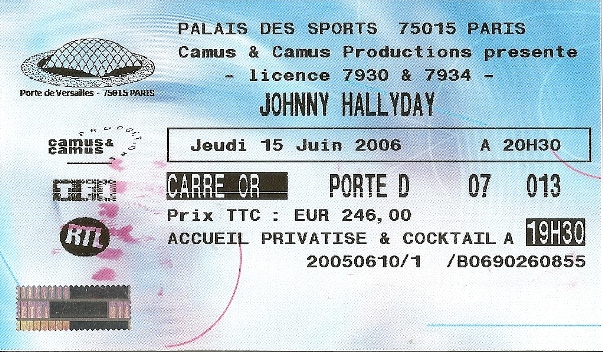 PALAIS DES SPORTS 75015 PARIS
Camus & Camus Productions presente
- licence 7930 & 7934 -
JOHNNY HALLYDAY
Porte de Versailles - 75015 PARIS
camus&
camus
PRODUCTIONS
Jeudi 15 Juin 2006 A 20H30
TF1
CARRE OR PORTE D 07 013
Prix TTC : EUR 246,00
RTL
ACCUEIL PRIVATISE & COCKTAIL A 19H30
20050610/1 /B0690260855